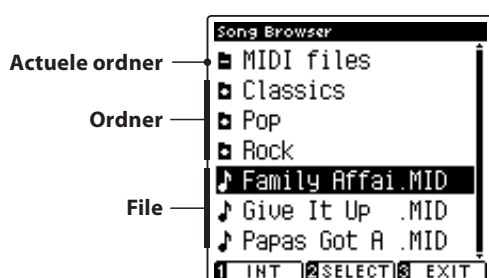 Song Browser
Actuele ordner
MIDI files
Classics
Ordner
Pop
Rock
Family Affai.MID
File
Give It Up .MID
Papas Got A .MID
1 INT 2 SELECT 3 EXIT